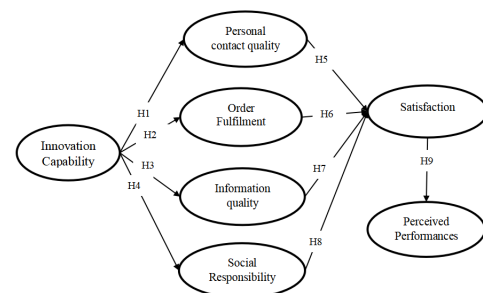 Personal
contact quality
H5
H1
Order
Fulfilment
H6
Satisfaction
H2
Innovation
Capability
H3
H9
H4
Information
quality
H7
Perceived
Performances
H8
Social
Responsibility